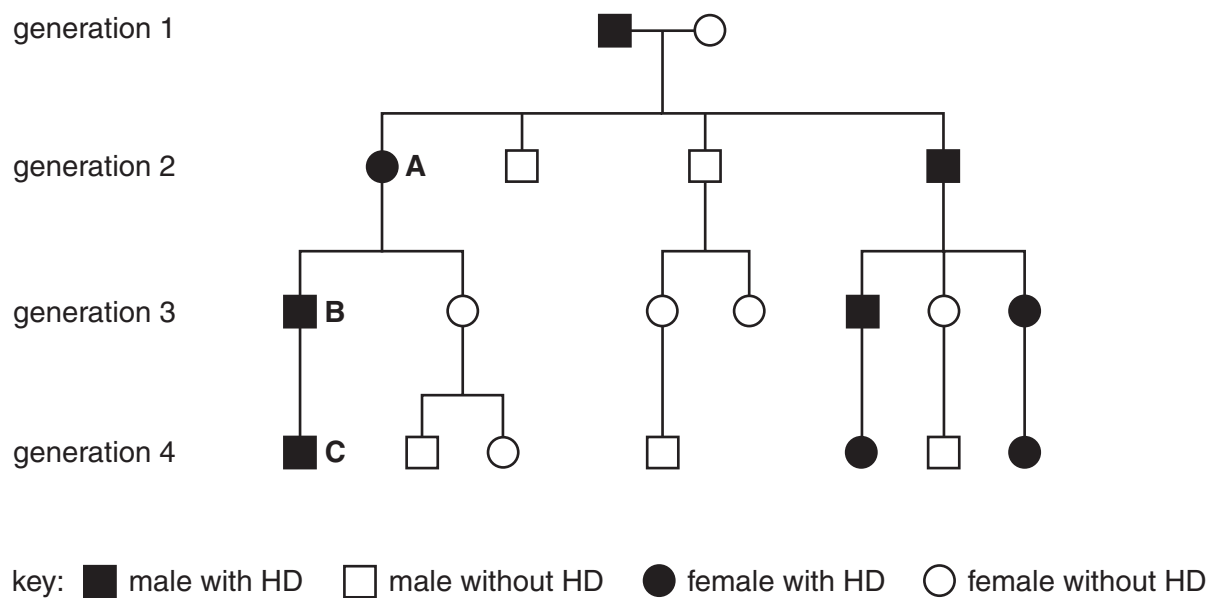 generation 1
generation 2 A
generation 3 B
generation 4 C
key: male with HD male without HD female with HD female without HD